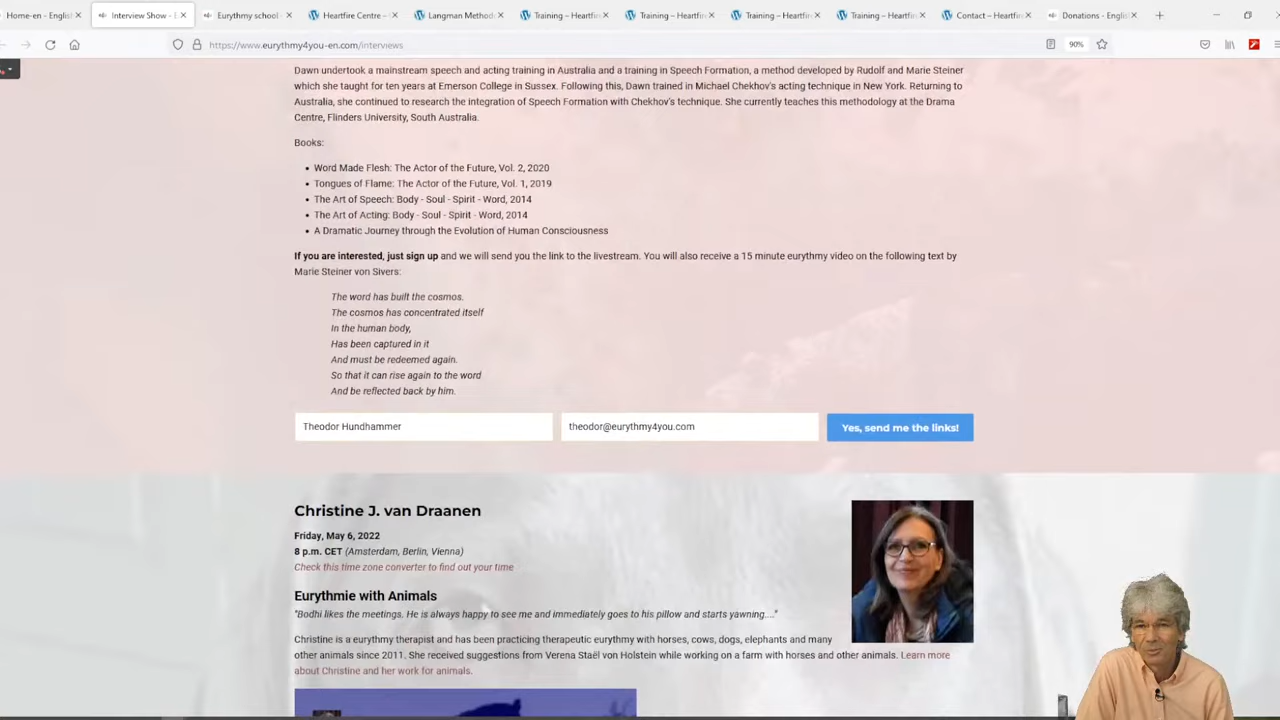 Home-en - English
Interview Show – E
Eurythmy school -
Heartfire Centre –
Langman Method
Training – Heartfir
Training – Heartfir
Training – Heartfir
Training – Heartfir
Contact – Heartfir
Donations - Englis
https://www.eurythmy4you-en.com/interviews
90%
Dawn undertook a mainstream speech and acting training in Australia and a training in Speech Formation, a method developed by Rudolf and Marie Steiner
which she taught for ten years at Emerson College in Sussex. Following this, Dawn trained in Michael Chekhov's acting technique in New York. Returning to
Australia, she continued to research the integration of Speech Formation with Chekhov's technique. She currently teaches this methodology at the Drama
Centre, Flinders University, South Australia.
Books:
• Word Made Flesh: The Actor of the Future, Vol. 2, 2020
• Tongues of Flame: The Actor of the Future, Vol. 1, 2019
• The Art of Speech: Body - Soul - Spirit - Word, 2014
• The Art of Acting: Body - Soul - Spirit - Word, 2014
• A Dramatic Journey through the Evolution of Human Consciousness
If you are interested, just sign up and we will send you the link to the livestream. You will also receive a 15 minute eurythmy video on the following text by
Marie Steiner von Sivers:
The word has built the cosmos.
The cosmos has concentrated itself
In the human body,
Has been captured in it
And must be redeemed again.
So that it can rise again to the word
And be reflected back by him.
Theodor Hundhammer
theodor@eurythmy4you.com
Yes, send me the links!
Christine J. van Draanen
Friday, May 6, 2022
8 p.m. CET (Amsterdam, Berlin, Vienna)
Check this time zone converter to find out your time
Eurythmie with Animals
"Bodhi likes the meetings. He is always happy to see me and immediately goes to his pillow and starts yawning...."
Christine is a eurythmy therapist and has been practicing therapeutic eurythmy with horses, cows, dogs, elephants and many
other animals since 2011. She received suggestions from Verena Staël von Holstein while working on a farm with horses and other animals. Learn more
about Christine and her work for animals.